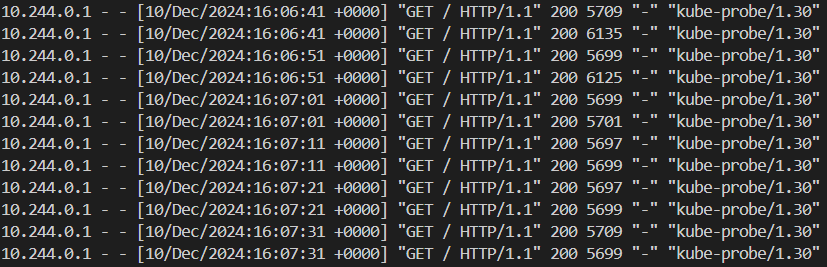 10.244.0.1 - - [10/Dec/2024:16:06:41 +0000] "GET / HTTP/1.1" 200 5709 "-" "kube-probe/1.30"
10.244.0.1 - - [10/Dec/2024:16:06:41 +0000] "GET / HTTP/1.1" 200 6135 "-" "kube-probe/1.30"
10.244.0.1 - - [10/Dec/2024:16:06:51 +0000] "GET / HTTP/1.1" 200 5699 "-" "kube-probe/1.30"
10.244.0.1 - - [10/Dec/2024:16:06:51 +0000] "GET / HTTP/1.1" 200 6125 "-" "kube-probe/1.30"
10.244.0.1 - - [10/Dec/2024:16:07:01 +0000] "GET / HTTP/1.1" 200 5699 "-" "kube-probe/1.30"
10.244.0.1 - - [10/Dec/2024:16:07:01 +0000] "GET / HTTP/1.1" 200 5701 "-" "kube-probe/1.30"
10.244.0.1 - - [10/Dec/2024:16:07:11 +0000] "GET / HTTP/1.1" 200 5697 "-" "kube-probe/1.30"
10.244.0.1 - - [10/Dec/2024:16:07:11 +0000] "GET / HTTP/1.1" 200 5699 "-" "kube-probe/1.30"
10.244.0.1 - - [10/Dec/2024:16:07:21 +0000] "GET / HTTP/1.1" 200 5697 "-" "kube-probe/1.30"
10.244.0.1 - - [10/Dec/2024:16:07:21 +0000] "GET / HTTP/1.1" 200 5699 "-" "kube-probe/1.30"
10.244.0.1 - - [10/Dec/2024:16:07:31 +0000] "GET / HTTP/1.1" 200 5709 "-" "kube-probe/1.30"
10.244.0.1 - - [10/Dec/2024:16:07:31 +0000] "GET / HTTP/1.1" 200 5699 "-" "kube-probe/1.30"